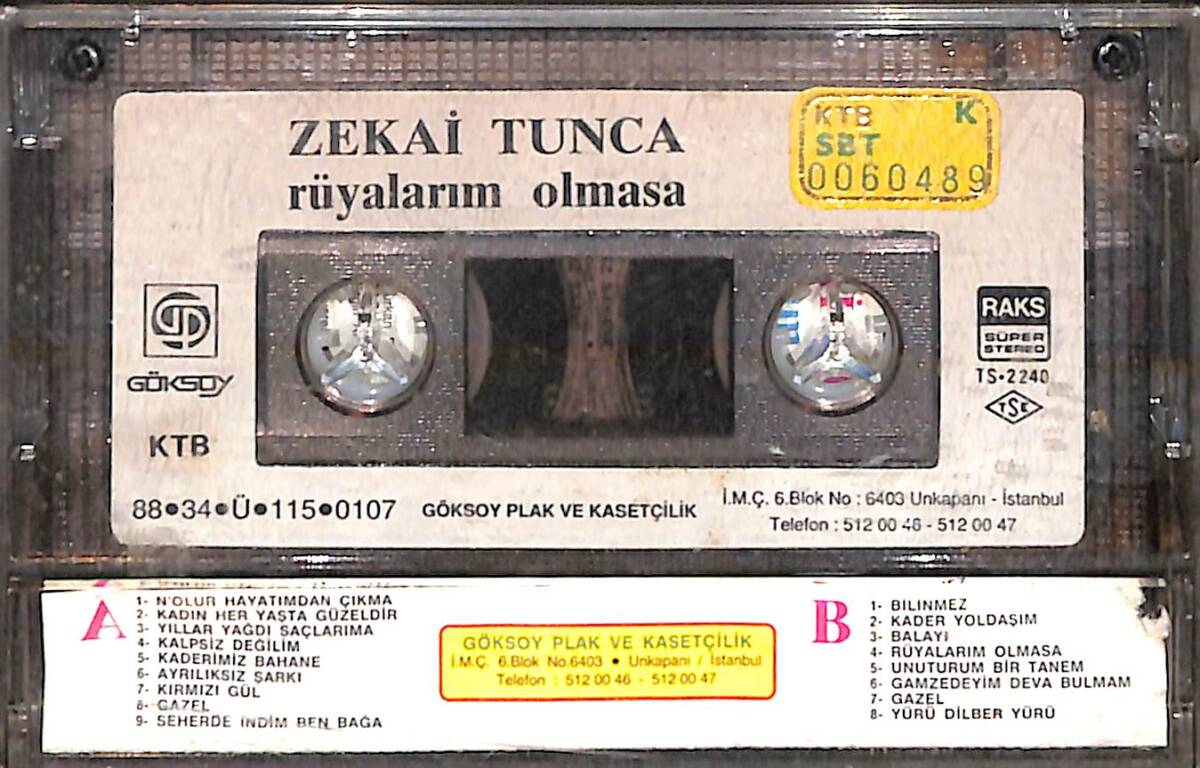 ZEKAİ TUNCA
rüyalarım olmasa
KTB K
SBT
0060489
GÖKSOY
KTB
RAKS
SÜPER
STEREO
TS•2240
TSE
88•34•Ü•115•0107
GÖKSOY PLAK VE KASETÇİLİK
İ.M.Ç. 6.Blok No : 6403 Unkapanı - İstanbul
Telefon : 512 00 46 - 512 00 47
A
1- N'OLUR HAYATIMDAN ÇIKMA
2- KADIN HER YAŞTA GÜZELDİR
3- YILLAR YAĞDI SAÇLARIMA
4- KALPSİZ DEĞİLİM
5- KADERİMİZ BAHANE
6- AYRILIKSIZ ŞARKI
7- KIRMIZI GÜL
8- GAZEL
9- SEHERDE İNDİM BEN BAĞA
GÖKSOY PLAK VE KASETÇİLİK
İ.M.Ç. 6.Blok No.6403 • Unkapanı / İstanbul
Telefon : 512 00 46 - 512 00 47
B
1- BİLİNMEZ
2- KADER YOLDAŞIM
3- BALAYI
4- RÜYALARIM OLMASA
5- UNUTURUM BİR TANEM
6- GAMZEDEYİM DEVA BULMAM
7- GAZEL
8- YÜRÜ DİLBER YÜRÜ